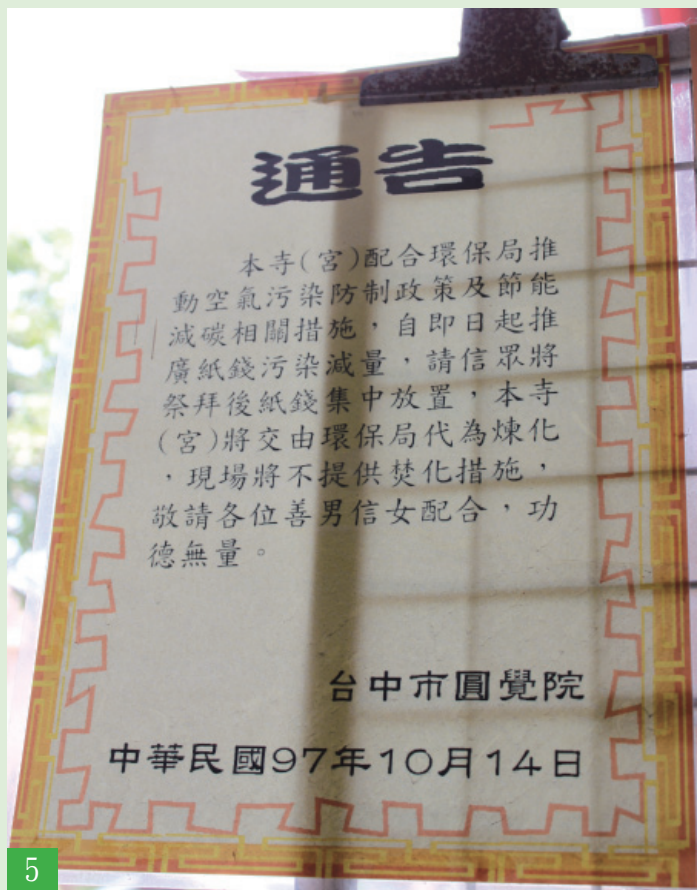 通告
本寺(宮)配合環保局推
動空氣污染防制政策及節能
減碳相關措施，自即日起推
廣紙錢污染減量，請信眾將
祭拜後紙錢集中放置，本寺
(宮)將交由環保局代為煉化
，現場將不提供焚化措施，
敬請各位善男信女配合，功
德無量。
台中市圓覺院
中華民國97年10月14日
5